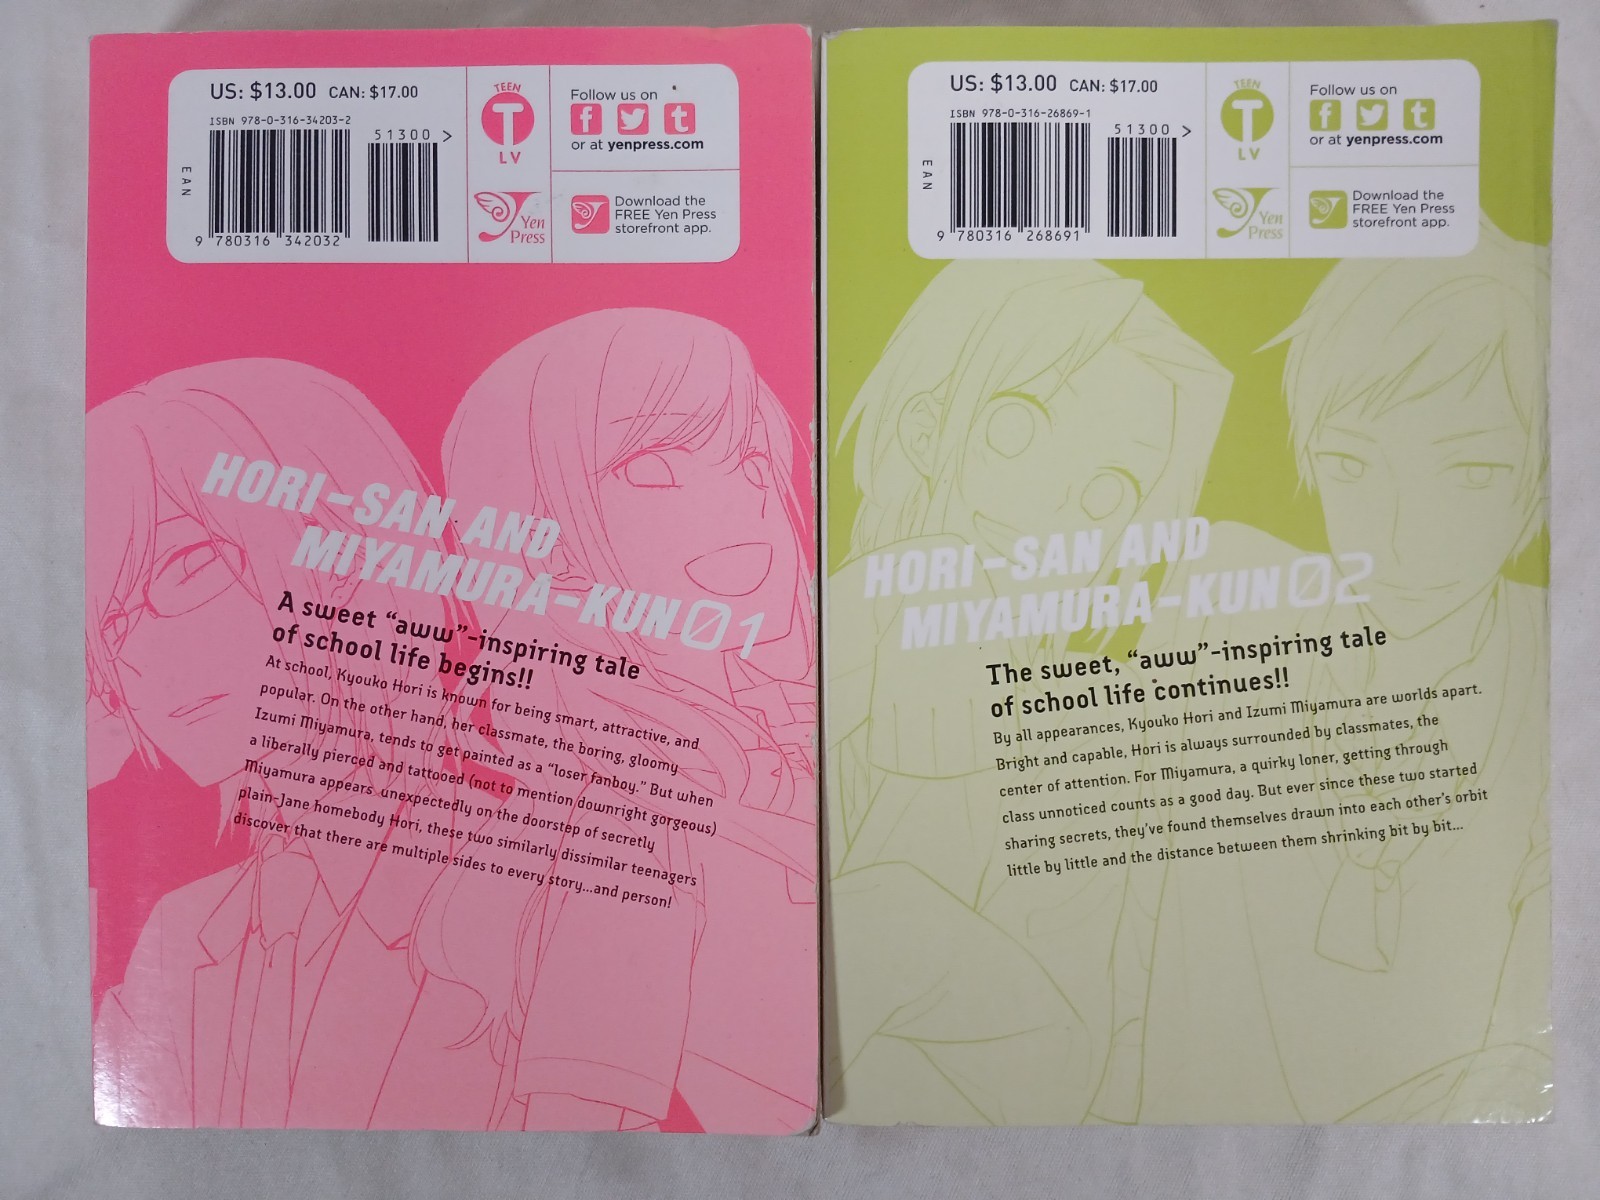 US: $13.00 CAN: $17.00
ISBN 978-0-316-34203-2
51300 >
EAN
9 780316 342032
TEEN
T
LV
Yen
Press
Follow us on
f t
or at yenpress.com
Download the
FREE Yen Press
storefront app.
HORI-SAN AND
MIYAMURA-KUN 01
A sweet “aww”-inspiring tale
of school life begins!!
At school, Kyouko Hori is known for being smart, attractive, and
popular. On the other hand, her classmate, the boring, gloomy
Izumi Miyamura, tends to get painted as a “loser fanboy.” But when
a liberally pierced and tattooed (not to mention downright gorgeous)
Miyamura appears unexpectedly on the doorstep of secretly
plain-Jane homebody Hori, these two similarly dissimilar teenagers
discover that there are multiple sides to every story...and person!
US: $13.00 CAN: $17.00
ISBN 978-0-316-26869-1
51300 >
EAN
9 780316 268691
TEEN
T
LV
Yen
Press
Follow us on
f t
or at yenpress.com
Download the
FREE Yen Press
storefront app.
HORI-SAN AND
MIYAMURA-KUN 02
The sweet, “aww”-inspiring tale
of school life continues!!
By all appearances, Kyouko Hori and Izumi Miyamura are worlds apart.
Bright and capable, Hori is always surrounded by classmates, the
center of attention. For Miyamura, a quirky loner, getting through
class unnoticed counts as a good day. But ever since these two started
sharing secrets, they’ve found themselves drawn into each other’s orbit
little by little and the distance between them shrinking bit by bit...